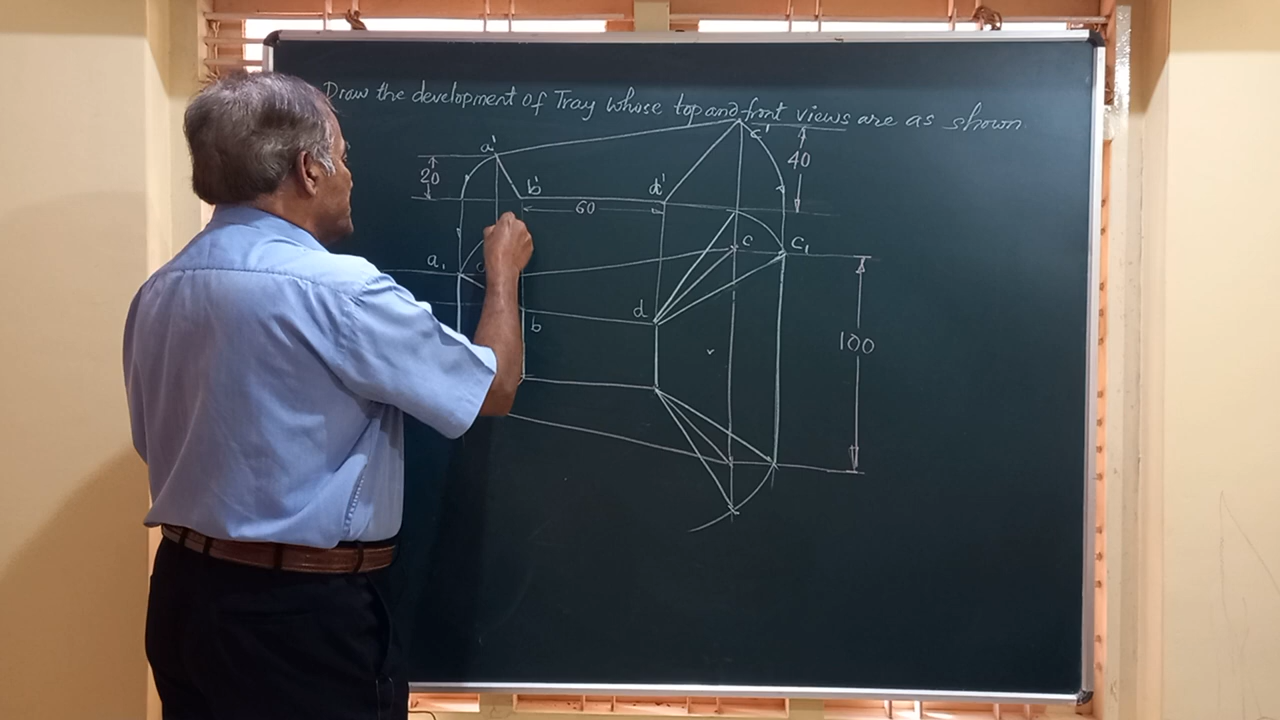 Draw the development of Tray whose top and front views are as shown
a' c' 40
20 b' d'
60
a₁ c c₁
b d
100